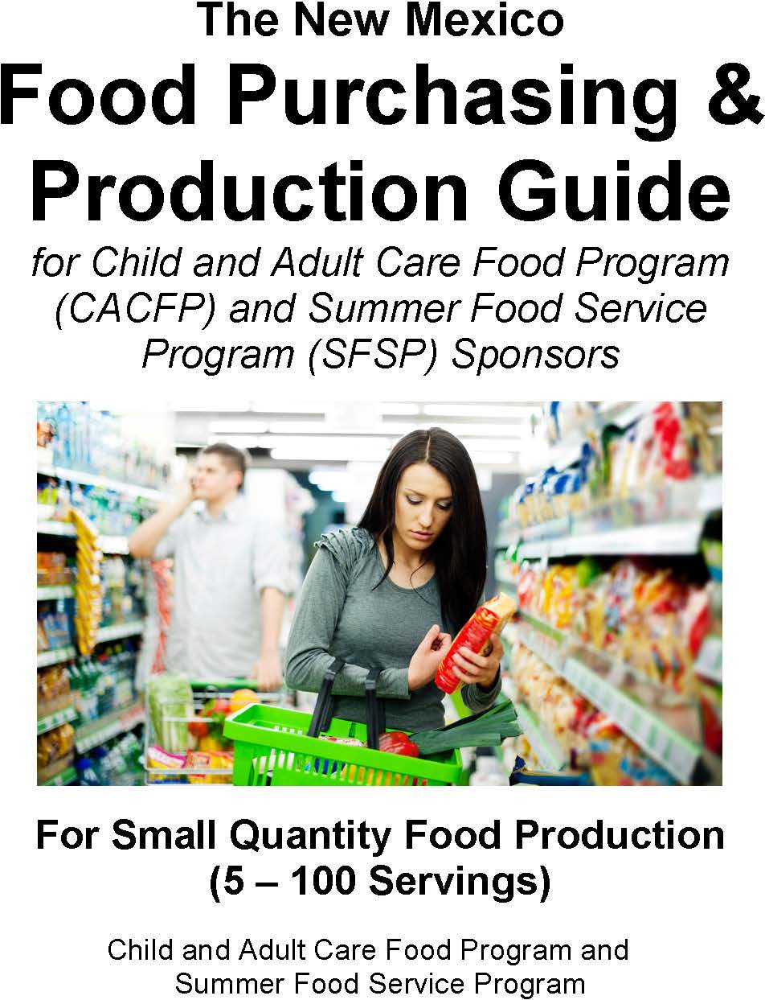 The New Mexico
Food Purchasing &
Production Guide
for Child and Adult Care Food Program
(CACFP) and Summer Food Service
Program (SFSP) Sponsors
For Small Quantity Food Production
(5 – 100 Servings)
Child and Adult Care Food Program and
Summer Food Service Program